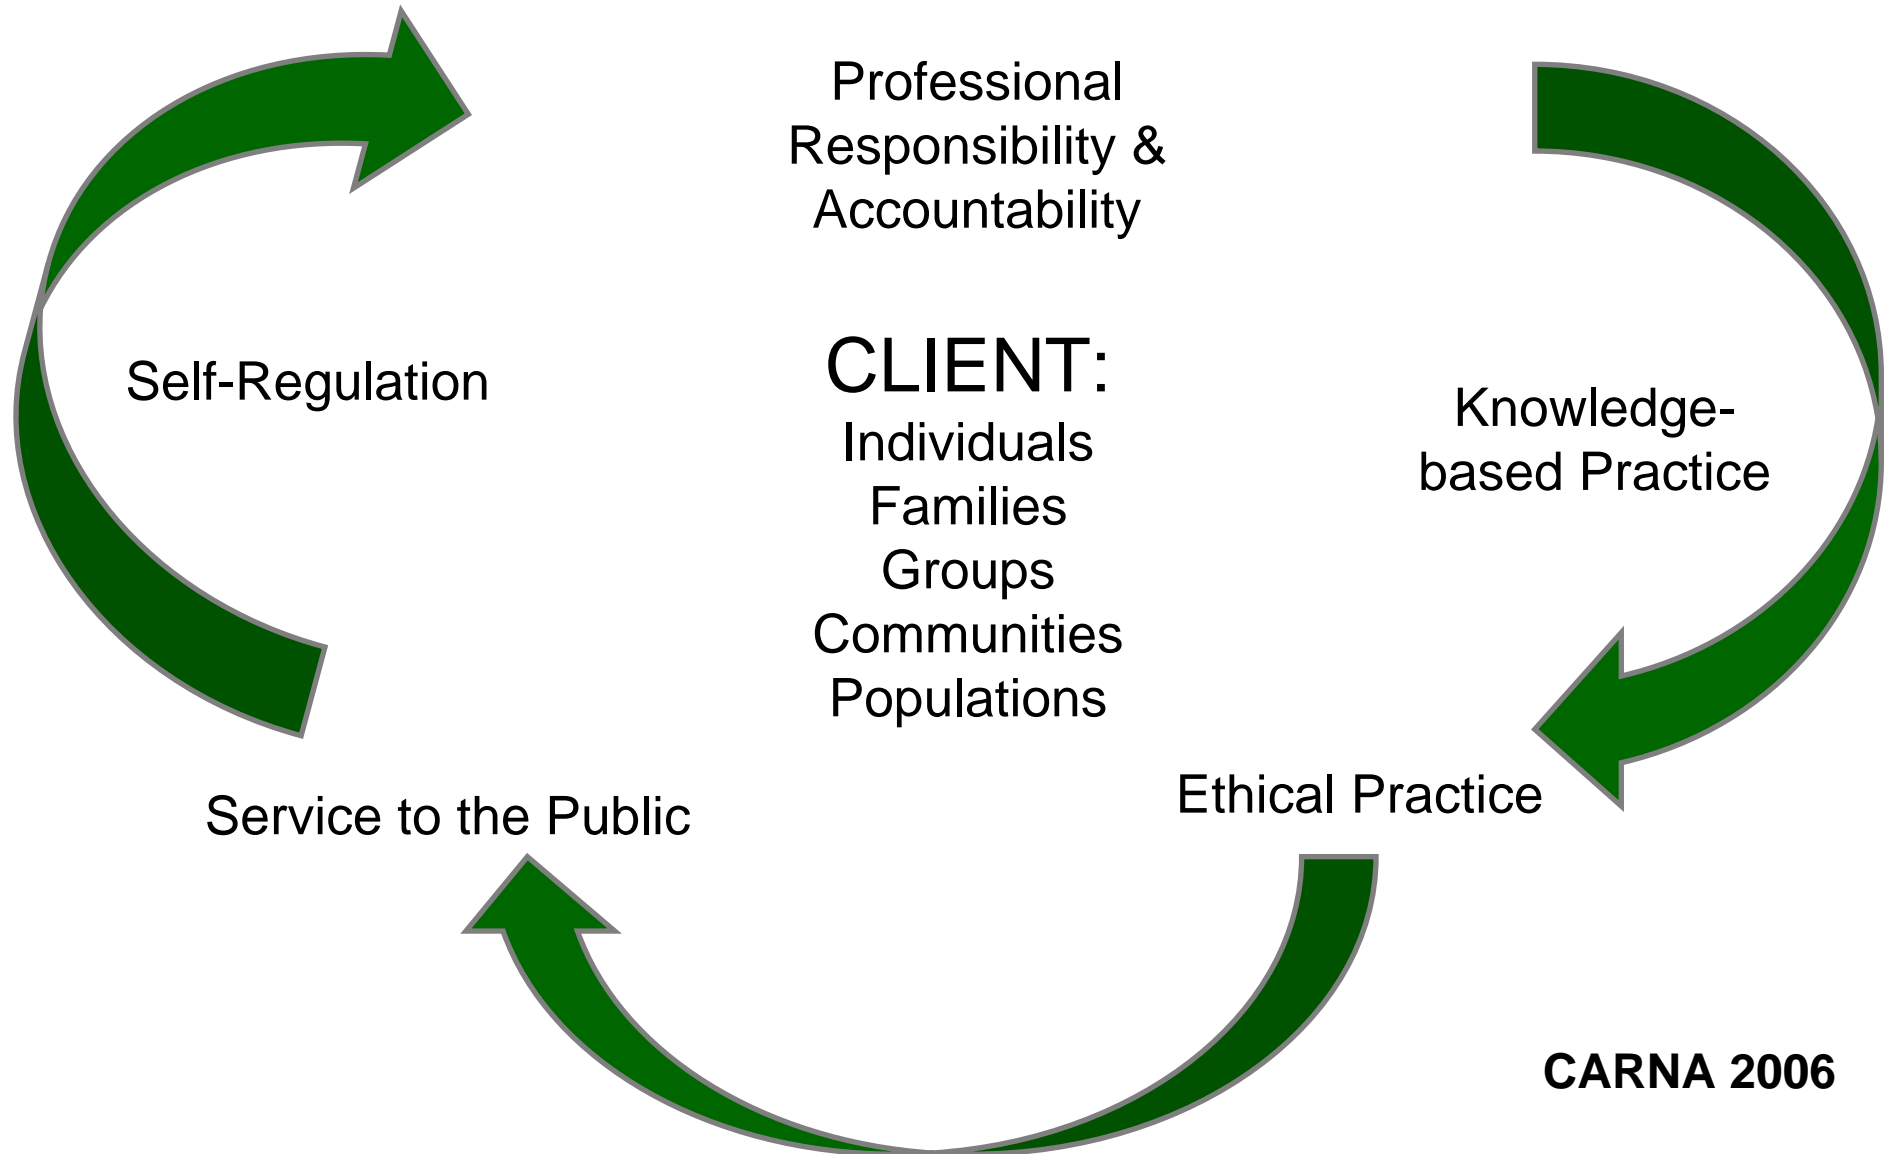 Professional
Responsibility &
Accountability
Self-Regulation
CLIENT:
Individuals
Families
Groups
Communities
Populations
Knowledge-
based Practice
Service to the Public
Ethical Practice
CARNA 2006